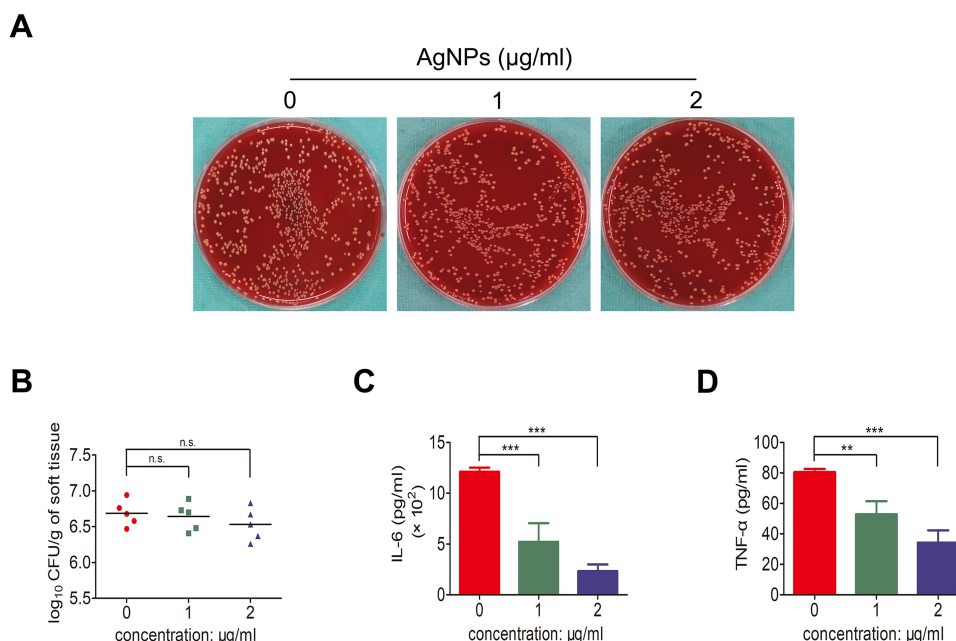 A
AgNPs (µg/ml)
0 1 2
B
log₁₀ CFU/g of soft tissue
7.5
7.0
6.5
6.0
5.5
n.s.
n.s.
0 1 2
concentration: µg/ml
C
IL-6 (pg/ml)
(× 10²)
15
10
5
0
***
***
0 1 2
concentration: µg/ml
D
TNF-α (pg/ml)
100
80
60
40
20
0
***
**
0 1 2
concentration: µg/ml